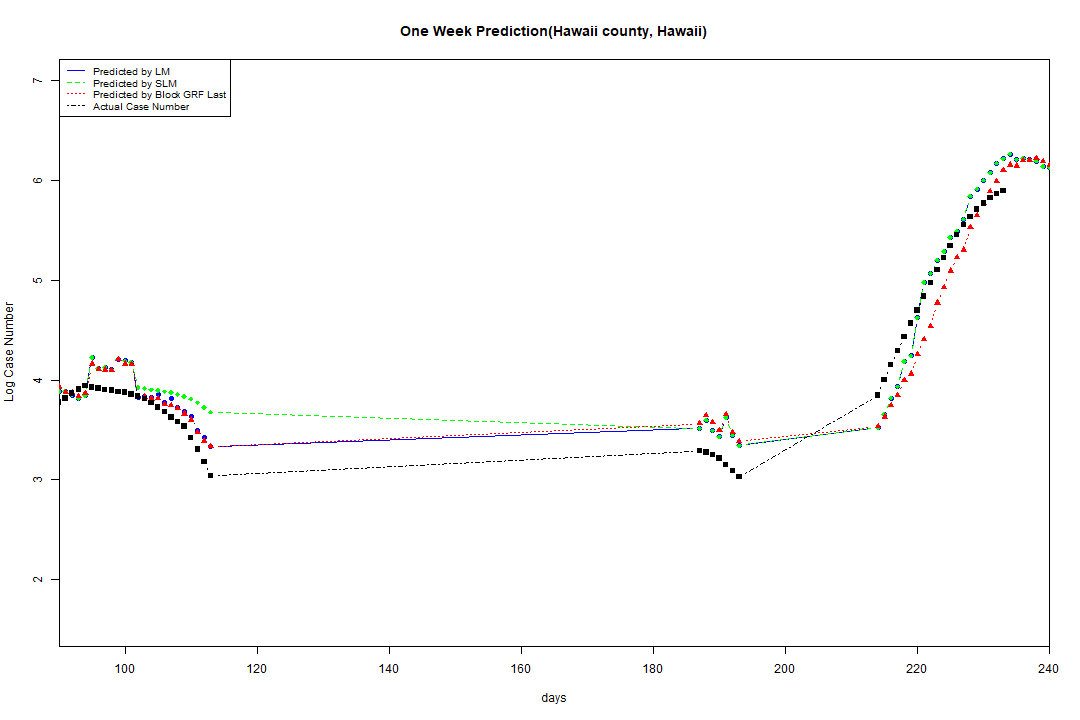 One Week Prediction(Hawaii county, Hawaii)
Predicted by LM
Predicted by SLM
Predicted by Block GRF Last
Actual Case Number
Log Case Number
7
6
5
4
3
2
100 120 140 160 180 200 220 240
days